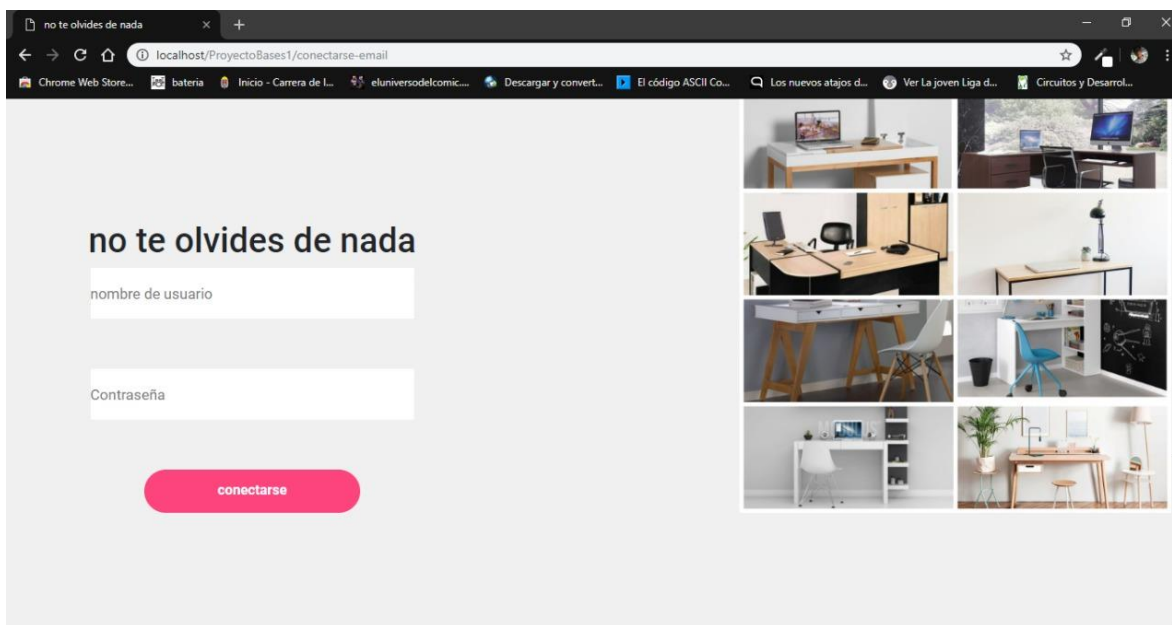 no te olvides de nada
localhost/ProyectoBases1/conectarse-email
Chrome Web Store... bateria Inicio - Carrera de I... eluniversodelcomic.... Descargar y convert... El código ASCII Co... Los nuevos atajos d... Ver La joven Liga d... Circuitos y Desarrol...
no te olvides de nada
nombre de usuario
Contraseña
conectarse